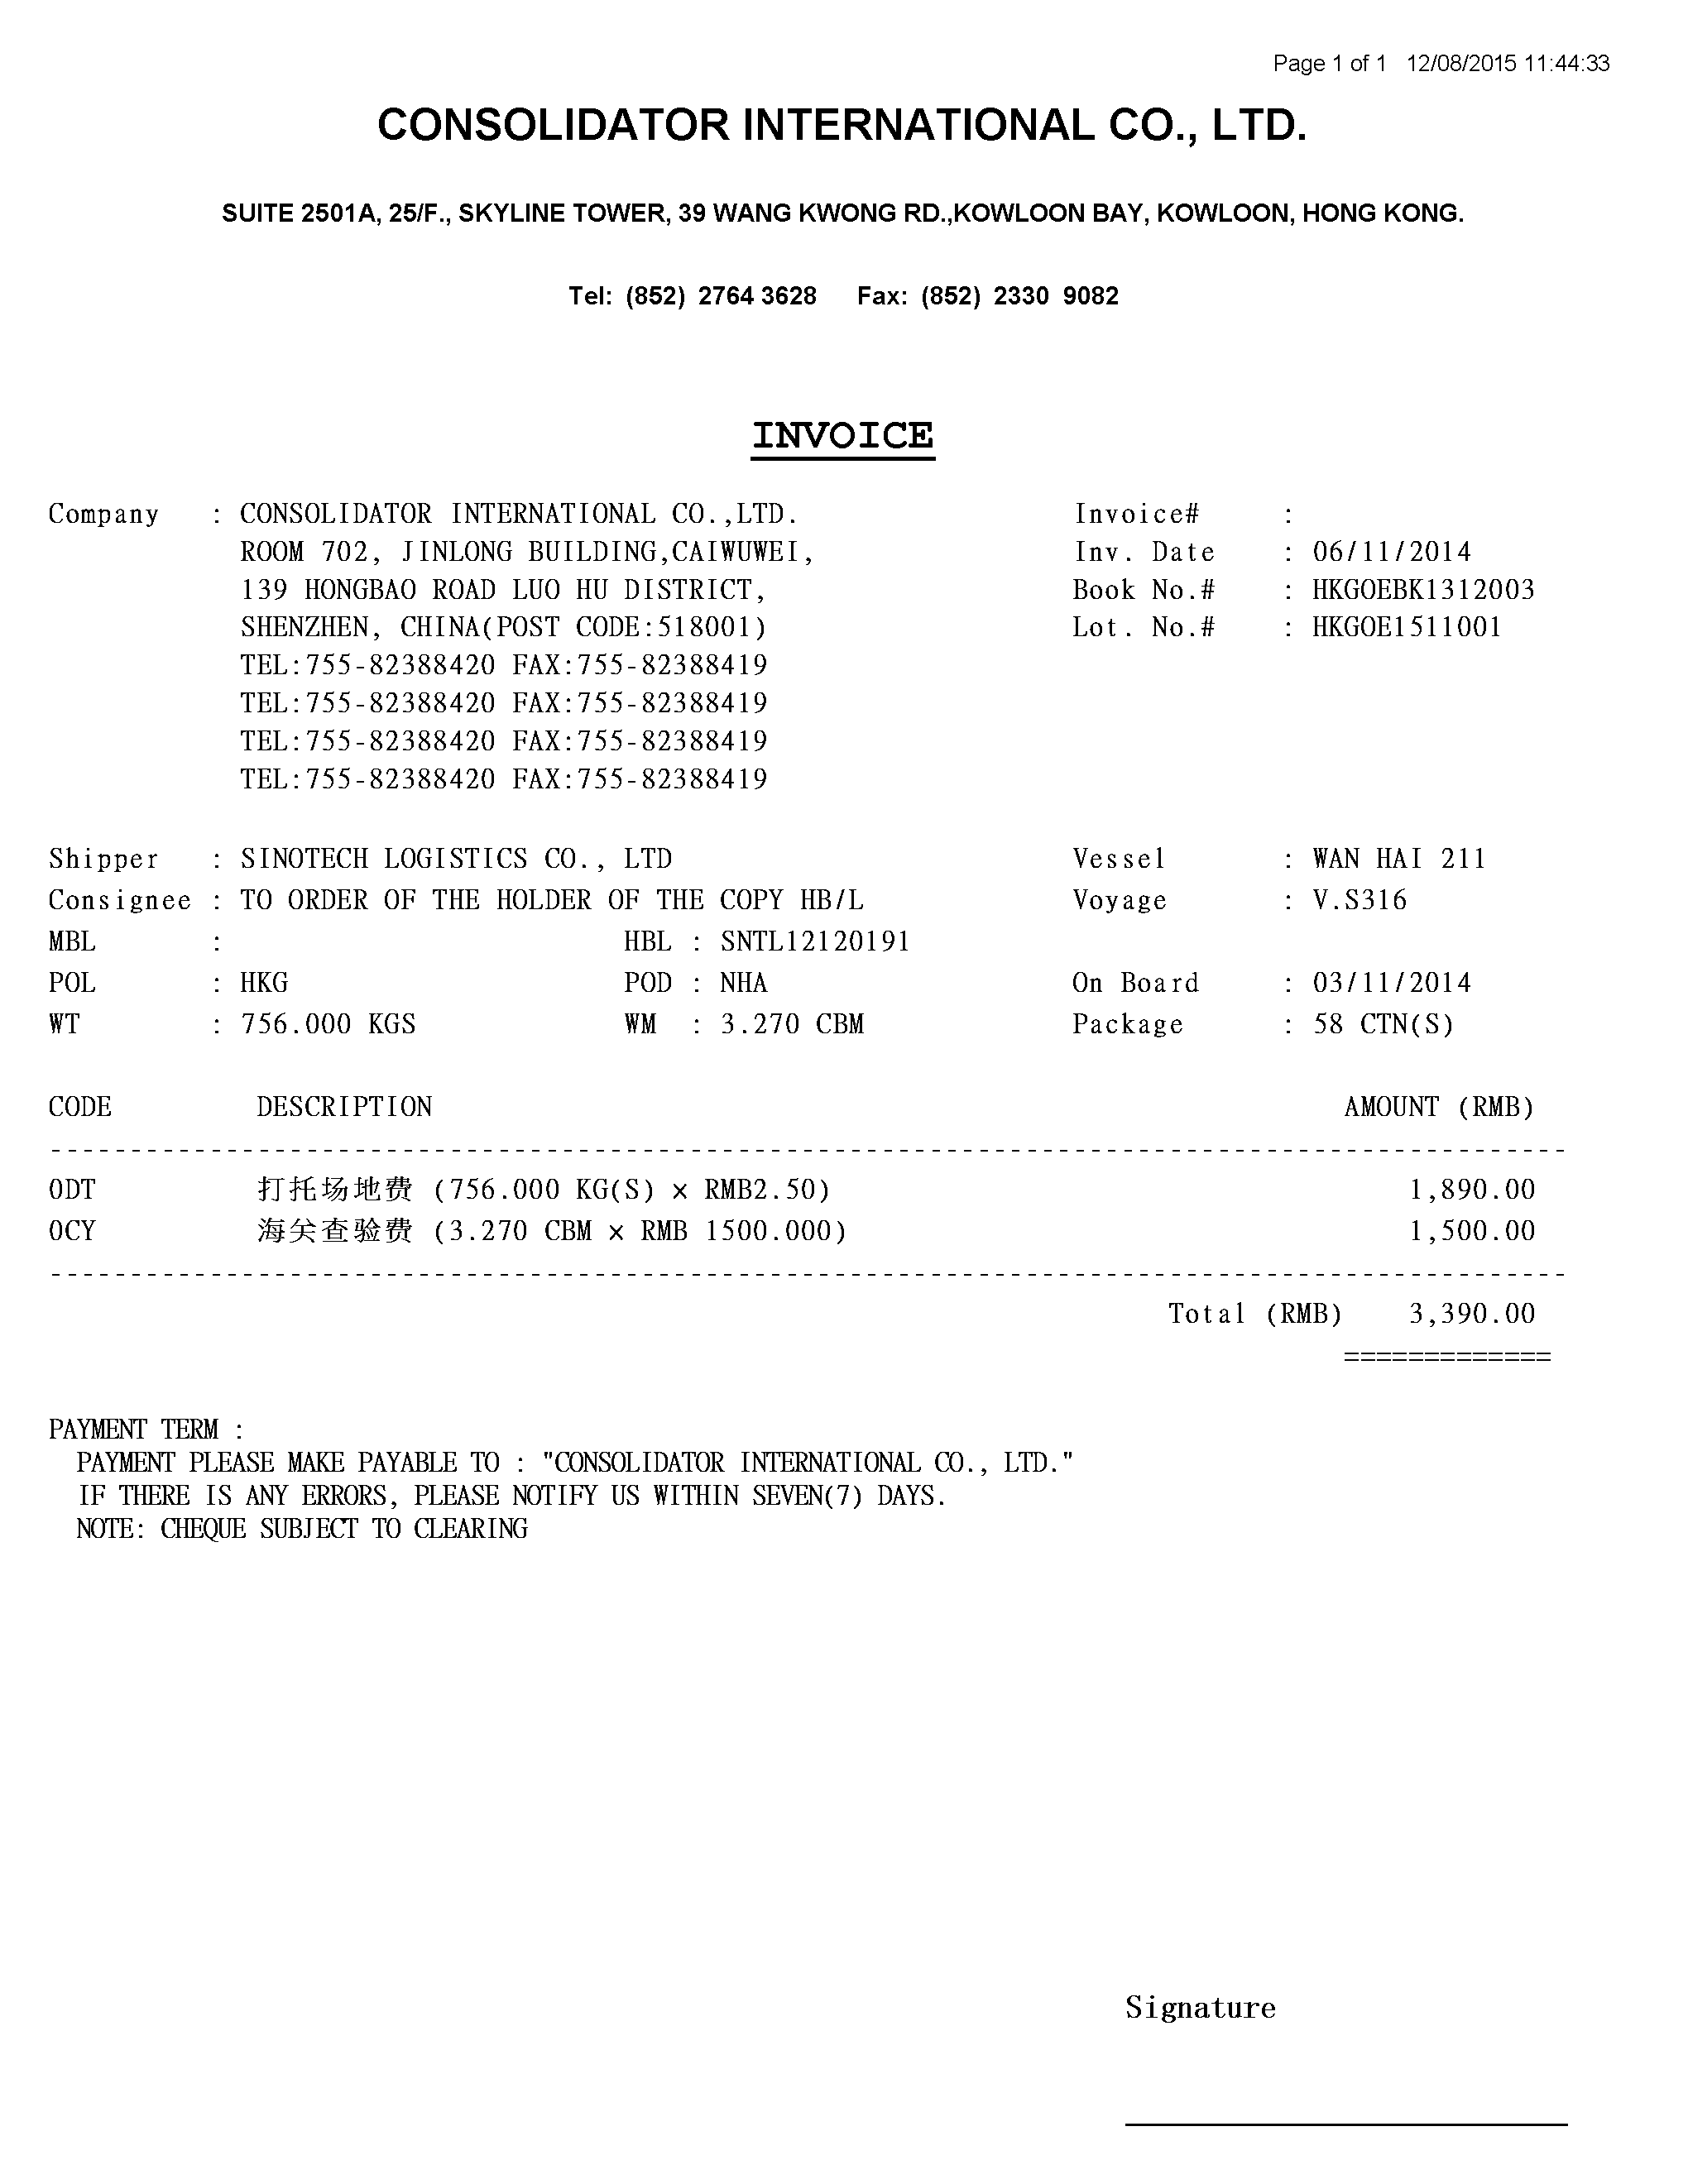 Page 1 of 1 12/08/2015 11:44:33
CONSOLIDATOR INTERNATIONAL CO., LTD.
SUITE 2501A, 25/F., SKYLINE TOWER, 39 WANG KWONG RD.,KOWLOON BAY, KOWLOON, HONG KONG.
Tel: (852) 2764 3628 Fax: (852) 2330 9082
INVOICE
Company : CONSOLIDATOR INTERNATIONAL CO.,LTD. Invoice# :
ROOM 702, JINLONG BUILDING,CAIWUWEI, Inv. Date : 06/11/2014
139 HONGBAO ROAD LUO HU DISTRICT, Book No.# : HKGOEBK1312003
SHENZHEN, CHINA(POST CODE:518001) Lot. No.# : HKGOE1511001
TEL:755-82388420 FAX:755-82388419
TEL:755-82388420 FAX:755-82388419
TEL:755-82388420 FAX:755-82388419
TEL:755-82388420 FAX:755-82388419
Shipper : SINOTECH LOGISTICS CO., LTD Vessel : WAN HAI 211
Consignee : TO ORDER OF THE HOLDER OF THE COPY HB/L Voyage : V.S316
MBL : HBL : SNTL12120191
POL : HKG POD : NHA On Board : 03/11/2014
WT : 756.000 KGS WM : 3.270 CBM Package : 58 CTN(S)
CODE DESCRIPTION AMOUNT (RMB)
ODT 打托场地费 (756.000 KG(S) × RMB2.50) 1,890.00
OCY 海关查验费 (3.270 CBM × RMB 1500.000) 1,500.00
Total (RMB) 3,390.00
=============
PAYMENT TERM :
PAYMENT PLEASE MAKE PAYABLE TO : "CONSOLIDATOR INTERNATIONAL CO., LTD."
IF THERE IS ANY ERRORS, PLEASE NOTIFY US WITHIN SEVEN(7) DAYS.
NOTE: CHEQUE SUBJECT TO CLEARING
Signature